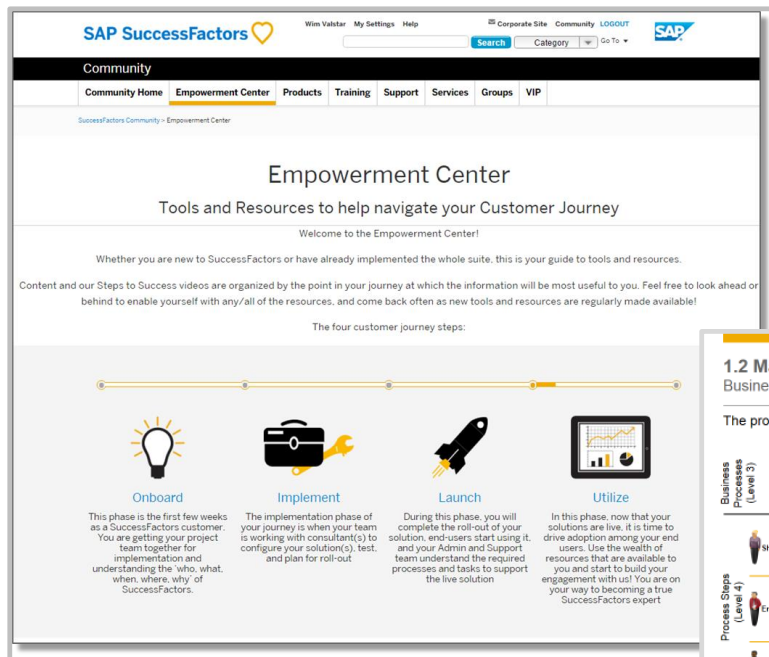 SAP SuccessFactors
Wim Valstar My Settings Help
Corporate Site Community LOGOUT
Search Category Go To
SAP
Community
Community Home Empowerment Center Products Training Support Services Groups VIP
SuccessFactors Community > Empowerment Center
Empowerment Center
Tools and Resources to help navigate your Customer Journey
Welcome to the Empowerment Center!
Whether you are new to SuccessFactors or have already implemented the whole suite, this is your guide to tools and resources.
Content and our Steps to Success videos are organized by the point in your journey at which the information will be most useful to you. Feel free to look ahead or
behind to enable yourself with any/all of the resources, and come back often as new tools and resources are regularly made available!
The four customer journey steps:
Onboard
This phase is the first few weeks
as a SuccessFactors customer.
You are getting your project
team together for
implementation and
understanding the 'who, what,
when, where, why' of
SuccessFactors.
Implement
The implementation phase of
your journey is when your team
is working with consultant(s) to
configure your solution(s), test,
and plan for roll-out
Launch
During this phase, you will
complete the roll-out of your
solution, end-users start using it,
and your Admin and Support
team understand the required
processes and tasks to support
the live solution
Utilize
In this phase, now that your
solutions are live, it is time to
drive adoption among your end
users. Use the wealth of
resources that are available to
you and start to build your
engagement with us! You are on
your way to becoming a true
SuccessFactors expert
1.2 Ma
Busine
The pro
Business
Processes
(Level 3)
Process Steps
(Level 4)